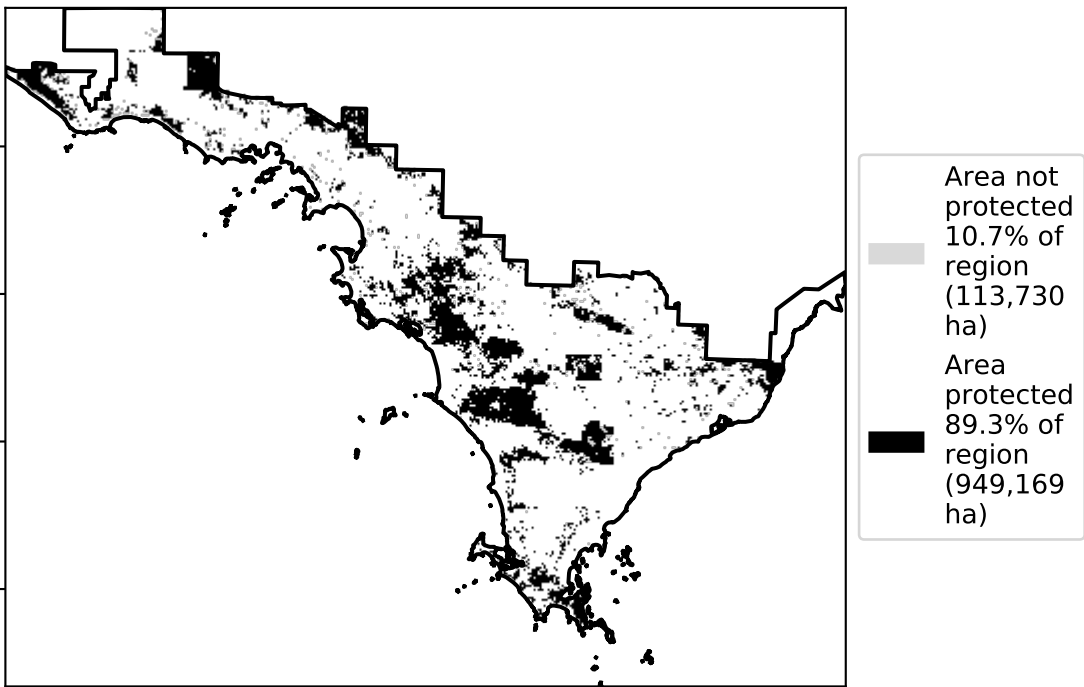 Area not
protected
10.7% of
region
(113,730
ha)
Area
protected
89.3% of
region
(949,169
ha)